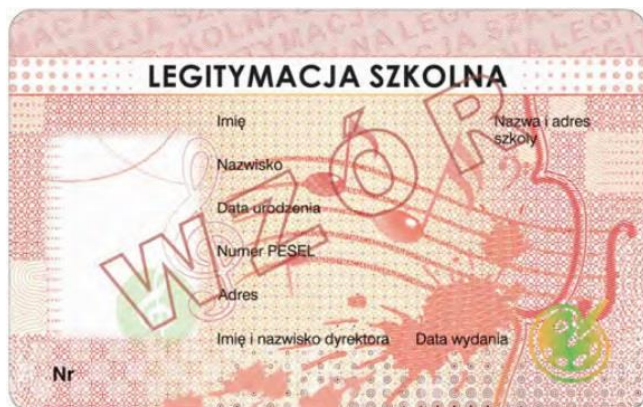 LEGITYMACJA SZKOLNA
Imię
Nazwa i adres
szkoły
Nazwisko
Data urodzenia
Numer PESEL
Adres
Imię i nazwisko dyrektora Data wydania
Nr
WZÓR